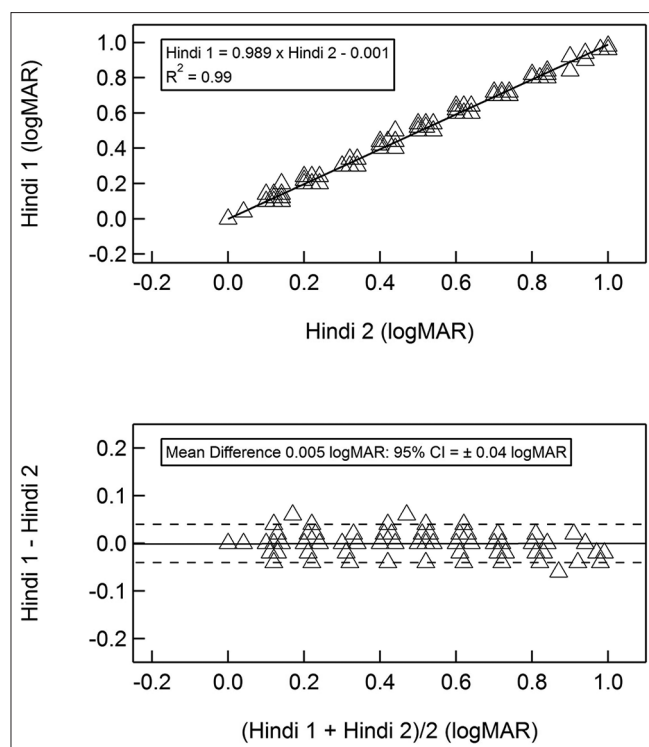 Hindi 1 (logMAR)
1.0
0.8
0.6
0.4
0.2
0.0
-0.2
Hindi 1 = 0.989 x Hindi 2 - 0.001
R² = 0.99
-0.2 0.0 0.2 0.4 0.6 0.8 1.0
Hindi 2 (logMAR)
Hindi 1 - Hindi 2
0.2
0.1
0.0
-0.1
-0.2
Mean Difference 0.005 logMAR: 95% CI = ± 0.04 logMAR
-0.2 0.0 0.2 0.4 0.6 0.8 1.0
(Hindi 1 + Hindi 2)/2 (logMAR)